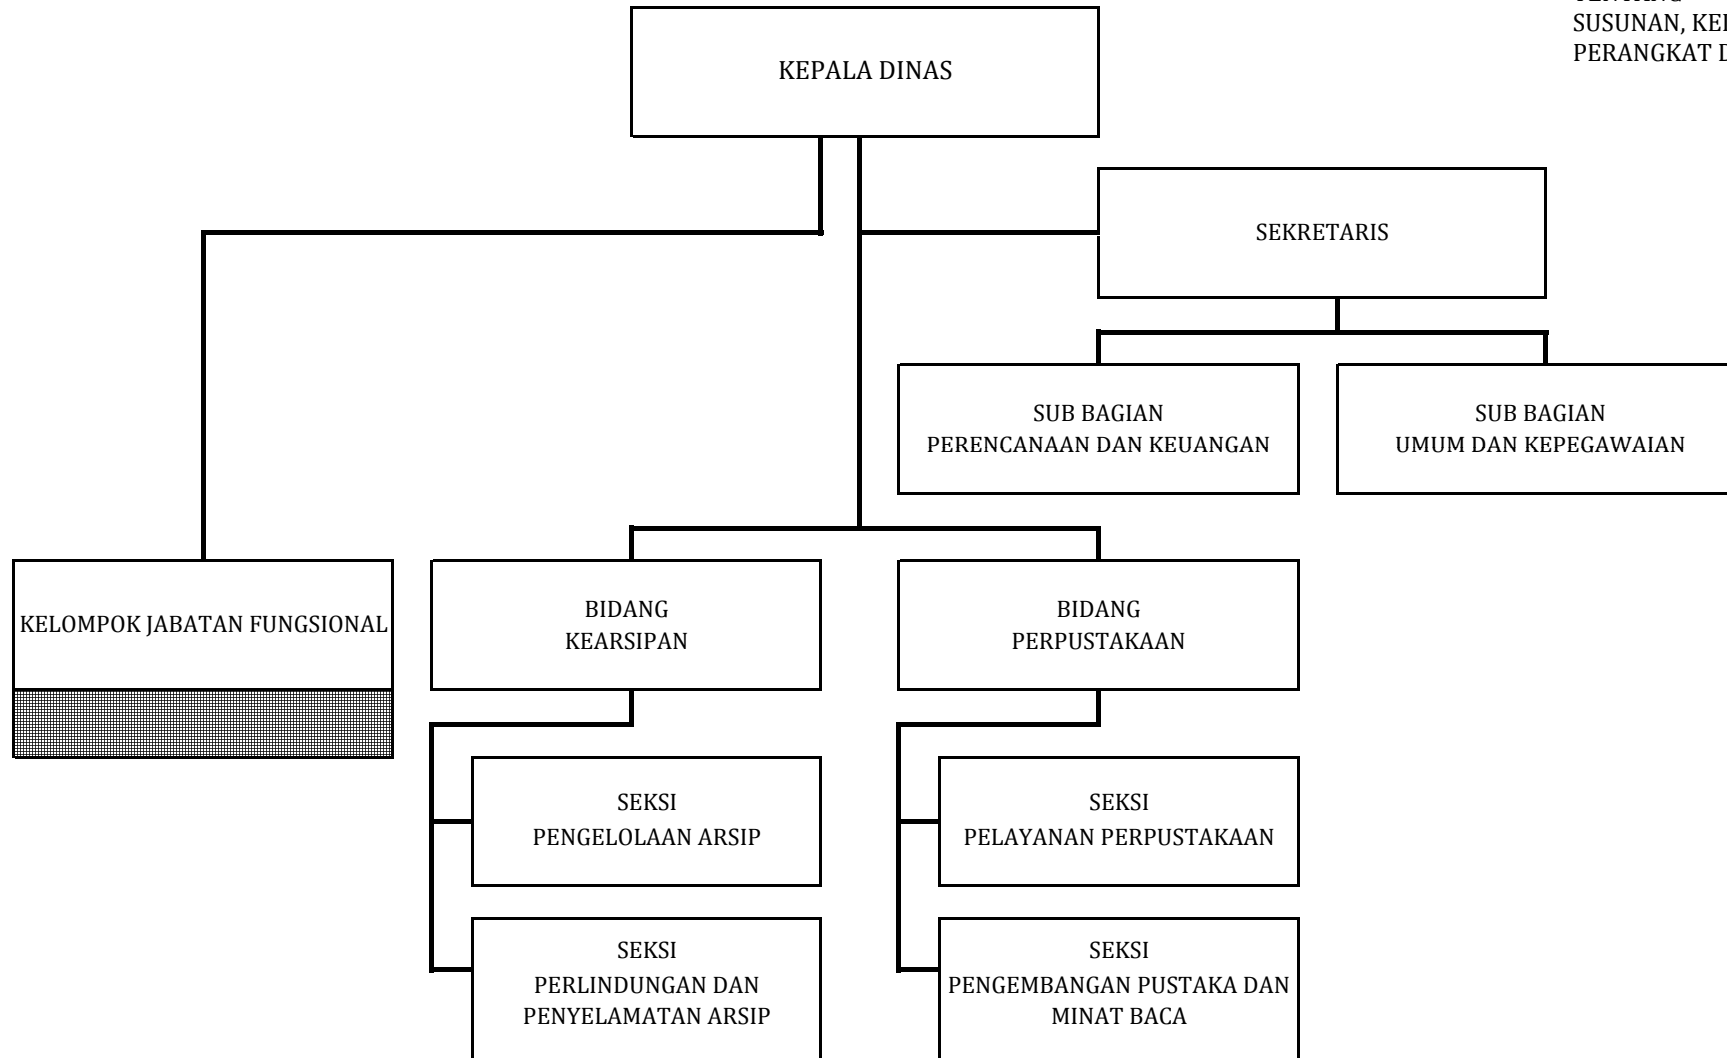 TENTANG
SUSUNAN,
PERANGKAT
KEPALA DINAS
SEKRETARIS
SUB BAGIAN
PERENCANAAN DAN KEUANGAN
SUB BAGIAN
UMUM DAN KEPEGAWAIAN
KELOMPOK JABATAN FUNGSIONAL
BIDANG
KEARSIPAN
BIDANG
PERPUSTAKAAN
SEKSI
PENGELOLAAN ARSIP
SEKSI
PELAYANAN PERPUSTAKAAN
SEKSI
PERLINDUNGAN DAN
PENYELAMATAN ARSIP
SEKSI
PENGEMBANGAN PUSTAKA DAN
MINAT BACA